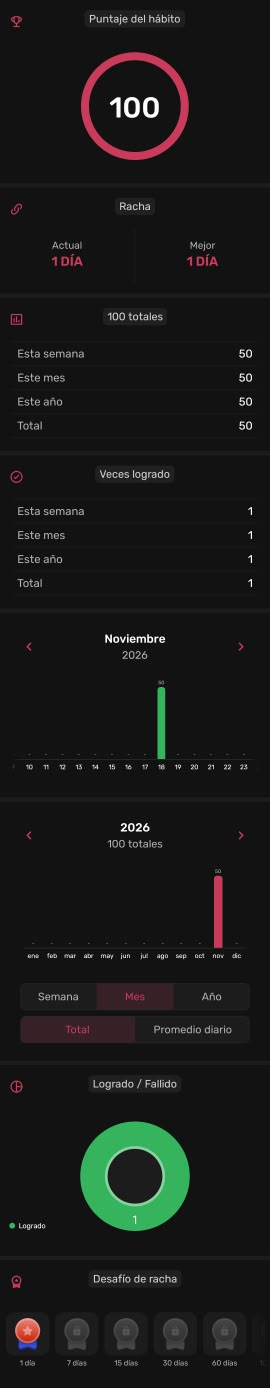 Puntaje del hábito
100
Racha
Actual Mejor
1 DÍA 1 DÍA
100 totales
Esta semana 50
Este mes 50
Este año 50
Total 50
Veces logrado
Esta semana 1
Este mes 1
Este año 1
Total 1
Noviembre
2026
50
10 11 12 13 14 15 16 17 18 19 20 21 22 23
2026
100 totales
50
ene feb mar abr may jun jul ago sep oct nov dic
Semana Mes Año
Total Promedio diario
Logrado / Fallido
1
Logrado
Desafío de racha
1 día 7 días 15 días 30 días 60 días